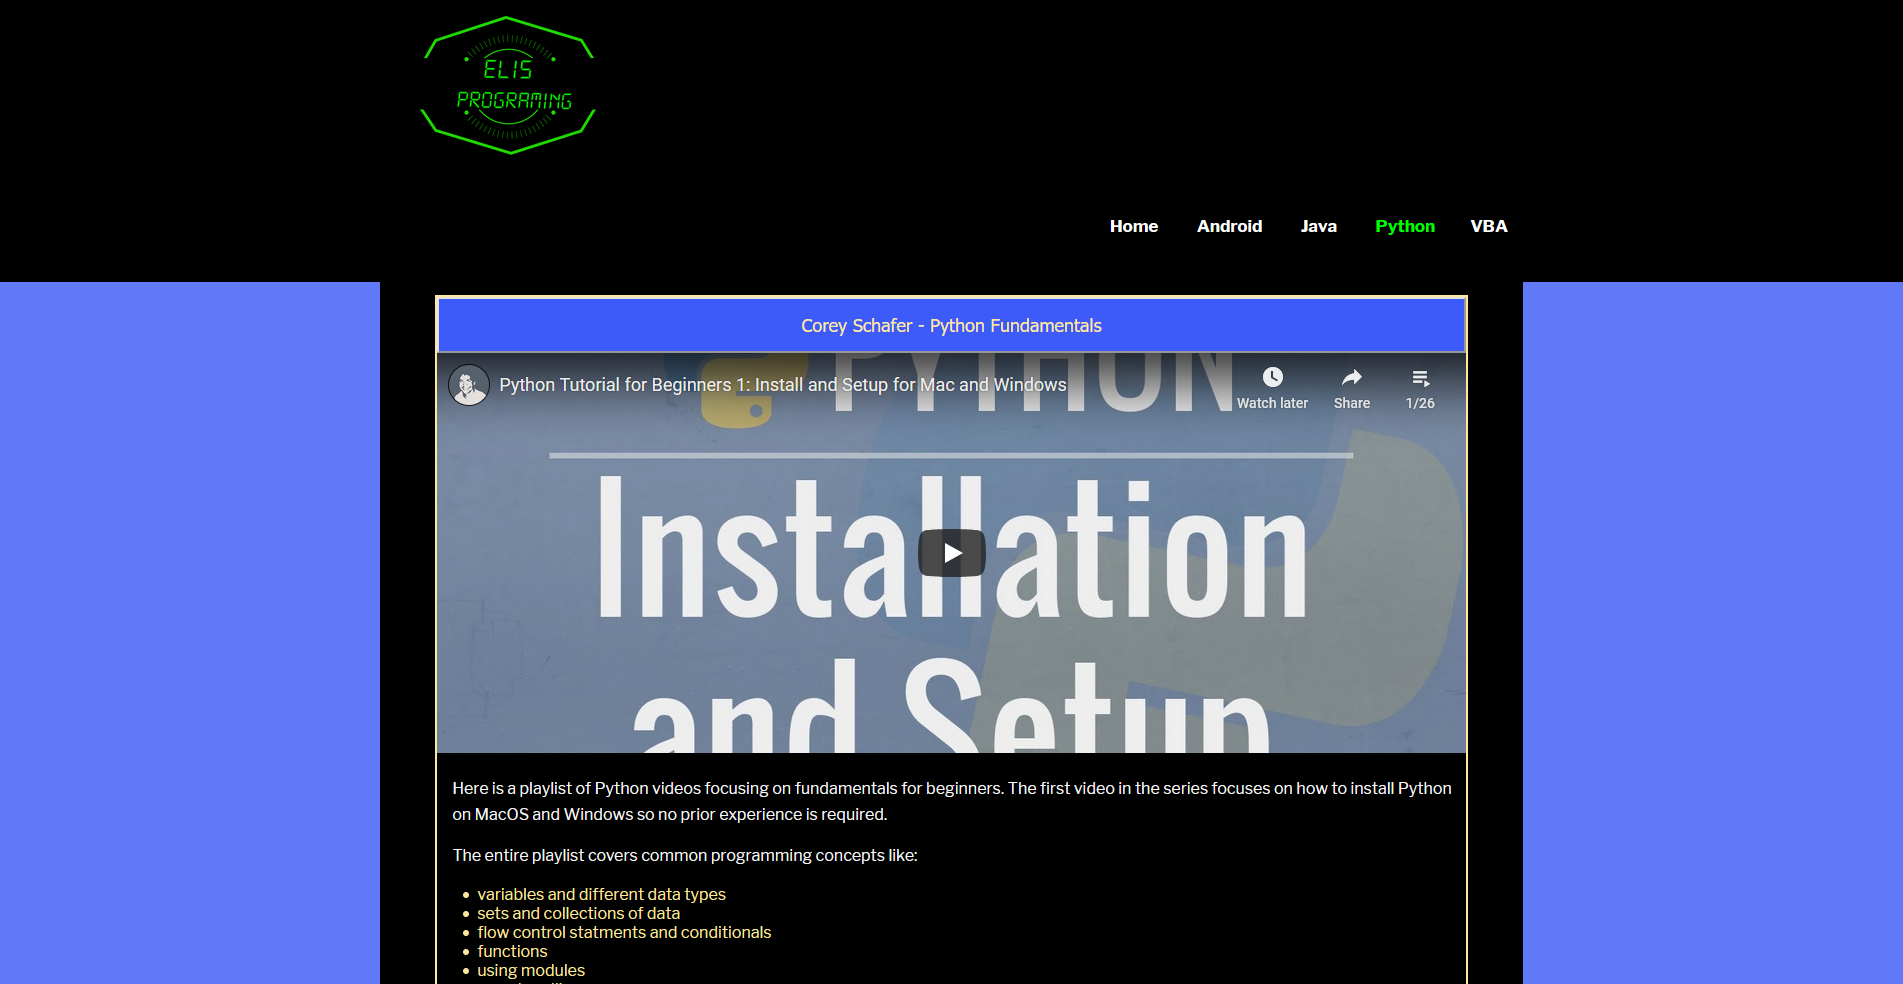 ELIS
PROGRAMING
Home Android Java Python VBA
Corey Schafer - Python Fundamentals
PYTHON
Python Tutorial for Beginners 1: Install and Setup for Mac and Windows
Watch later Share 1/26
Installation
and Setup
Here is a playlist of Python videos focusing on fundamentals for beginners. The first video in the series focuses on how to install Python
on MacOS and Windows so no prior experience is required.
The entire playlist covers common programming concepts like:
variables and different data types
sets and collections of data
flow control statments and conditionals
functions
using modules